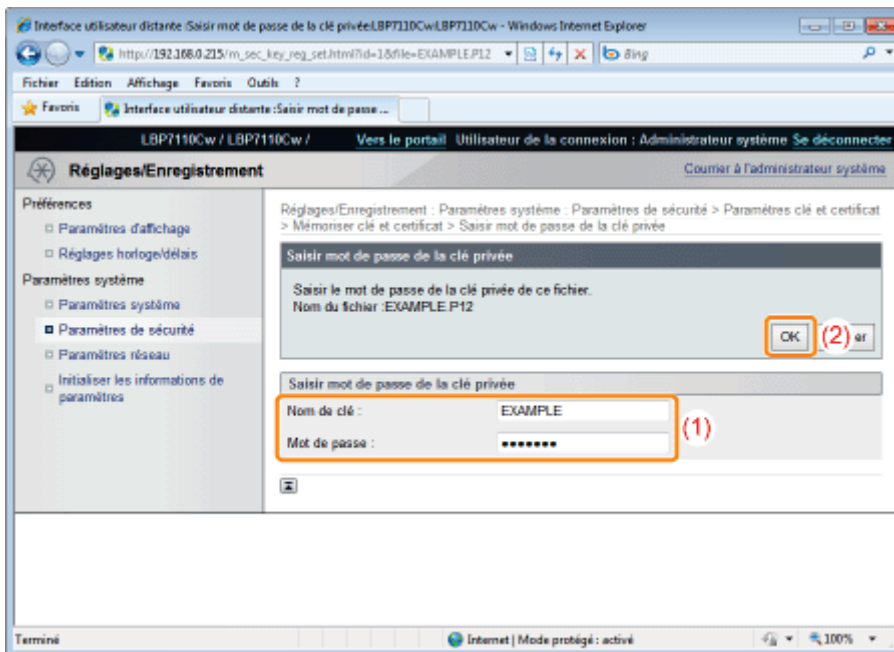 Interface utilisateur distante :Saisir mot de passe de la clé privée:LBP7110Cw:LBP7110Cw - Windows Internet Explorer
http://192.168.0.215/m_sec_key_reg_set.html?id=1&file=EXAMPLE.P12
Bing
Fichier Edition Affichage Favoris Outils ?
Favoris Interface utilisateur distante :Saisir mot de passe ...
LBP7110Cw / LBP7110Cw / Vers le portail Utilisateur de la connexion : Administrateur système Se déconnecter
Réglages/Enregistrement Courrier à l'administrateur système
Préférences
Paramètres d'affichage
Réglages horloge/délais
Paramètres système
Paramètres système
Paramètres de sécurité
Paramètres réseau
Initialiser les informations de
paramètres
Réglages/Enregistrement : Paramètres système : Paramètres de sécurité > Paramètres clé et certificat
> Mémoriser clé et certificat > Saisir mot de passe de la clé privée
Saisir mot de passe de la clé privée
Saisir le mot de passe de la clé privée de ce fichier.
Nom du fichier :EXAMPLE.P12
OK (2) er
Saisir mot de passe de la clé privée
Nom de clé : EXAMPLE
(1)
Mot de passe : •••••••
Terminé Internet | Mode protégé : activé 100%